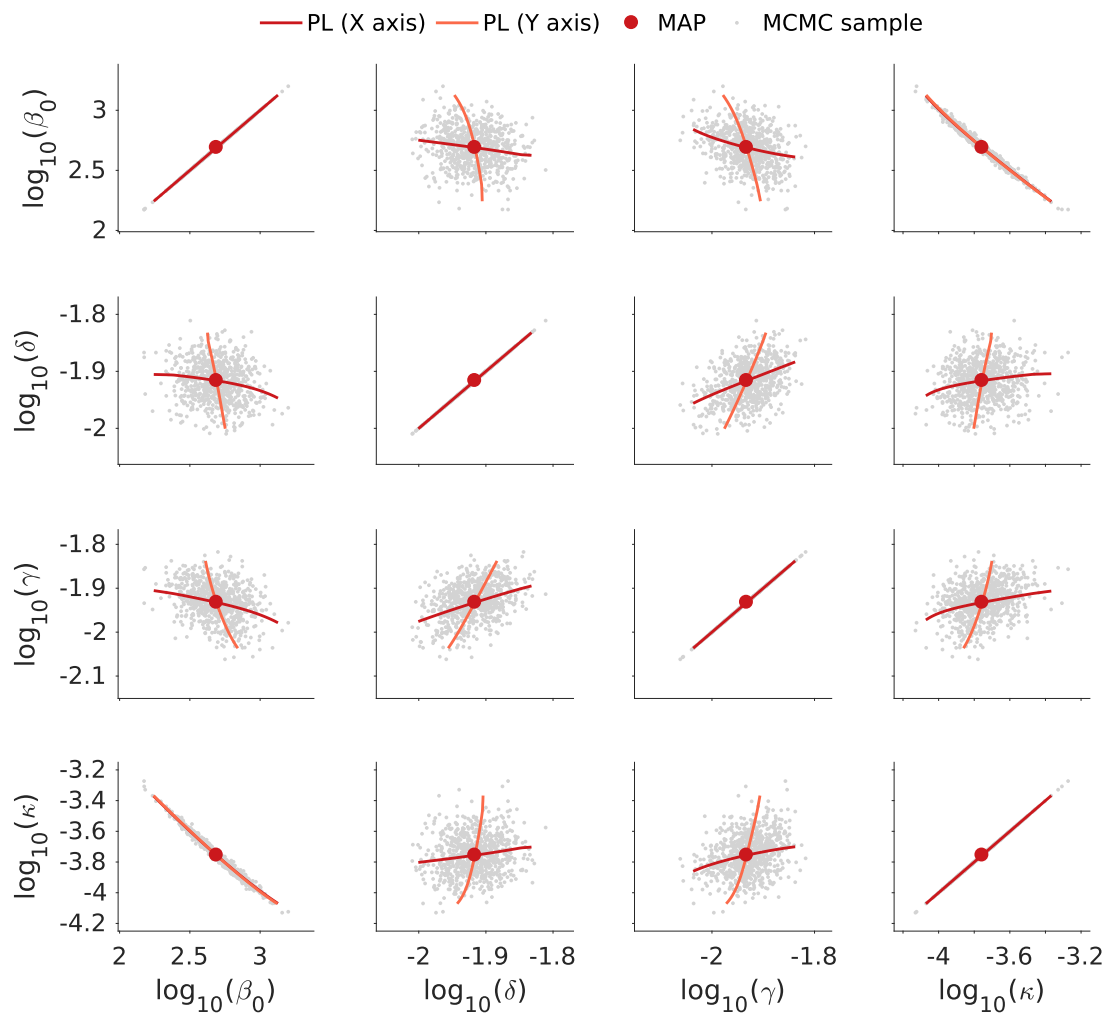 PL (X axis) PL (Y axis) MAP MCMC sample
log10(β0)
3
2.5
2
log10(δ)
-1.8
-1.9
-2
log10(γ)
-1.8
-1.9
-2
-2.1
log10(κ)
-3.2
-3.4
-3.6
-3.8
-4
-4.2
2 2.5 3 -2 -1.9 -1.8 -2 -1.8 -4 -3.6 -3.2
log10(β0) log10(δ) log10(γ) log10(κ)